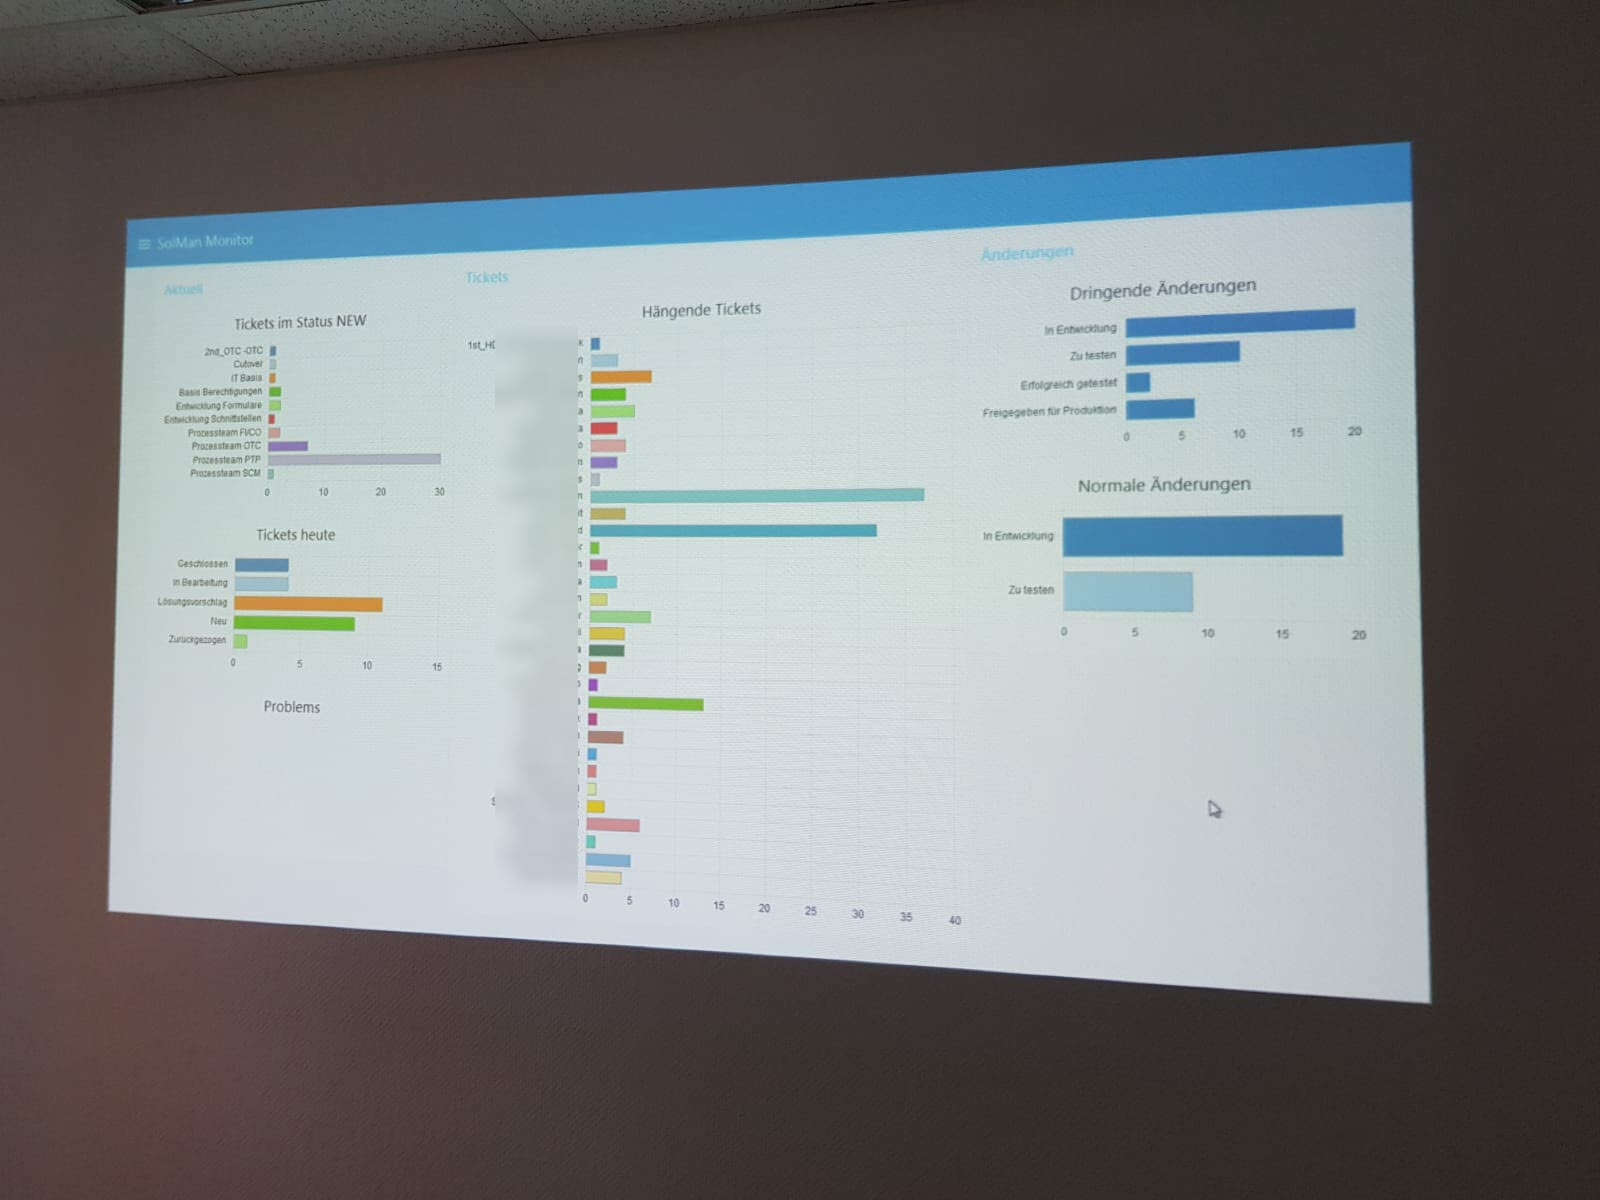 SolMan Monitor
Aktuell
Tickets im Status NEW
2nd_OTC -OTC
Cutover
IT Basis
Basis Berechtigungen
Entwicklung Formulare
Entwicklung Schnittstellen
Prozessteam FI/CO
Prozessteam OTC
Prozessteam PTP
Prozessteam SCM
0 10 20 30
Tickets heute
Geschlossen
In Bearbeitung
Lösungsvorschlag
Neu
Zurückgezogen
0 5 10 15
Problems
Tickets
Hängende Tickets
0 5 10 15 20 25 30 35 40
Änderungen
Dringende Änderungen
In Entwicklung
Zu testen
Erfolgreich getestet
Freigegeben für Produktion
0 5 10 15 20
Normale Änderungen
In Entwicklung
Zu testen
0 5 10 15 20